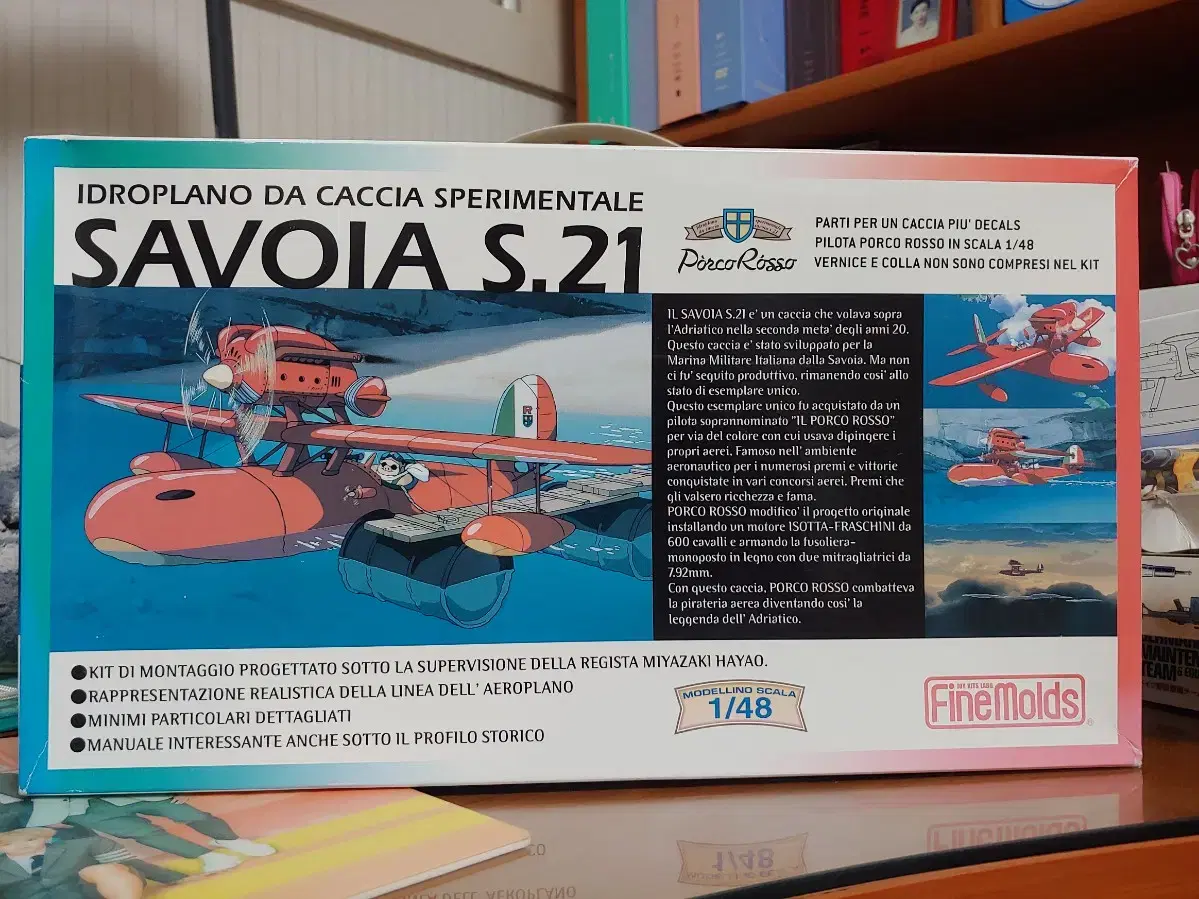 IDROPLANO DA CACCIA SPERIMENTALE
SAVOIA S.21
Pòrco Rósso
PARTI PER UN CACCIA PIU' DECALS
PILOTA PORCO ROSSO IN SCALA 1/48
VERNICE E COLLA NON SONO COMPRESI NEL KIT
R
IL SAVOIA S.21 e' un caccia che volava sopra
l'Adriatico nella seconda meta' degli anni 20.
Questo caccia e' stato sviluppato per la
Marina Militare Italiana dalla Savoia. Ma non
ci fu' seguito produttivo, rimanendo cosi' allo
stato di esemplare unico.
Questo esemplare unico fu acquistato da un
pilota soprannominato "IL PORCO ROSSO"
per via del colore con cui usava dipingere i
propri aerei. Famoso nell' ambiente
aeronautico per i numerosi premi e vittorie
conquistate in vari concorsi aerei. Premi che
gli valsero ricchezza e fama.
PORCO ROSSO modifico' il progetto originale
installando un motore ISOTTA-FRASCHINI da
600 cavalli e armando la fusoliera-
monoposto in legno con due mitragliatrici da
7.92mm.
Con questo caccia, PORCO ROSSO combatteva
la pirateria aerea diventando cosi' la
leggenda dell' Adriatico.
●KIT DI MONTAGGIO PROGETTATO SOTTO LA SUPERVISIONE DELLA REGISTA MIYAZAKI HAYAO.
●RAPPRESENTAZIONE REALISTICA DELLA LINEA DELL' AEROPLANO
●MINIMI PARTICOLARI DETTAGLIATI
●MANUALE INTERESSANTE ANCHE SOTTO IL PROFILO STORICO
MODELLINO SCALA
1/48
FineMolds
MAINTE
TEAM